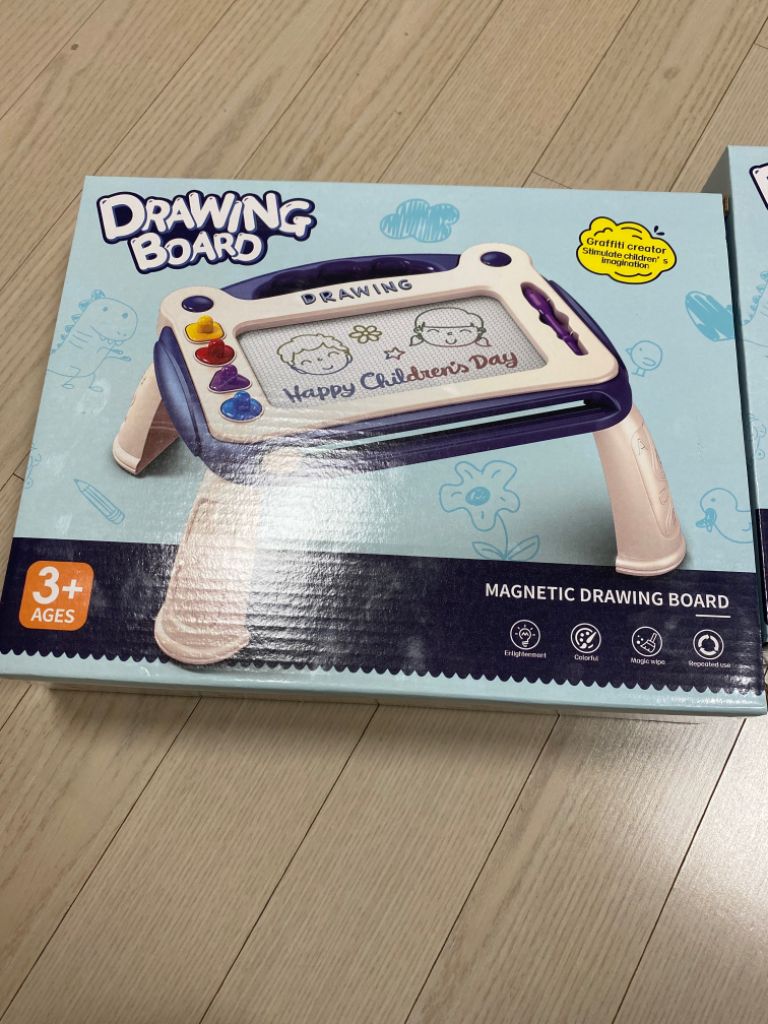 DRAWING
BOARD
Graffiti creator
Stimulate children's
imagination
DRAWING
Happy Children's Day
3+
AGES
MAGNETIC DRAWING BOARD
Enlightenment
Colorful
Magic wipe
Repeated use